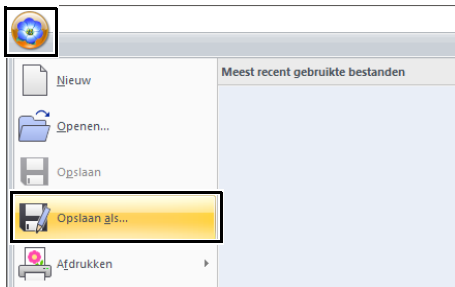 Meest recent gebruikte bestanden
Nieuw
Openen...
Opslaan
Opslaan als...
Afdrukken